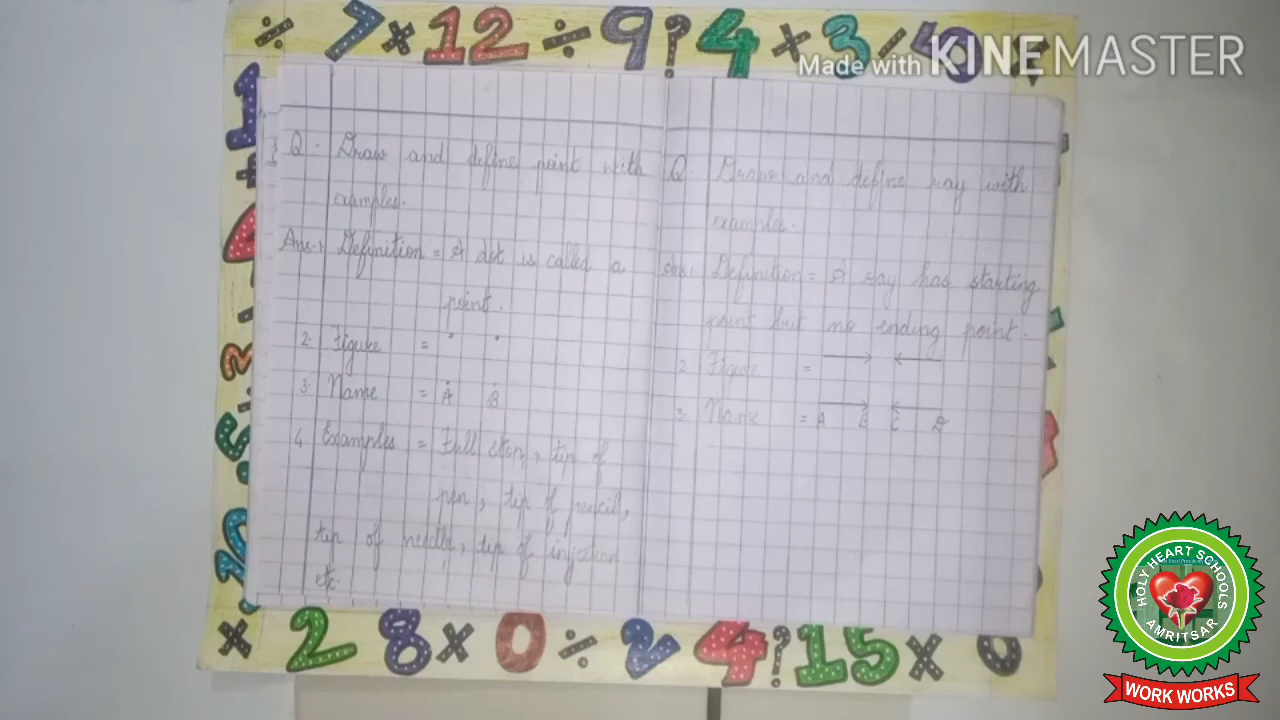 ÷ 7 × 12 ÷ 9 ? 4 + 3 / 40
Made with KINEMASTER
Q. Draw and define point with
examples.
Ans. 1 Definition = A dot is called a
point.
2. Figure = . .
3. Name = A B
4 Examples = Full stop, tip of
pen, tip of pencil,
tip of needle, tip of injection
etc.
Q. Draw and define ray with
examples.
Ans. 1 Definition = A ray has starting
point but no ending point.
2. Figure =
3. Name = A B C D
× 2 8 × 0 ÷ 2 4 ? 15 × 0
HOLY HEART SCHOOLS
AMRITSAR
WORK WORKS